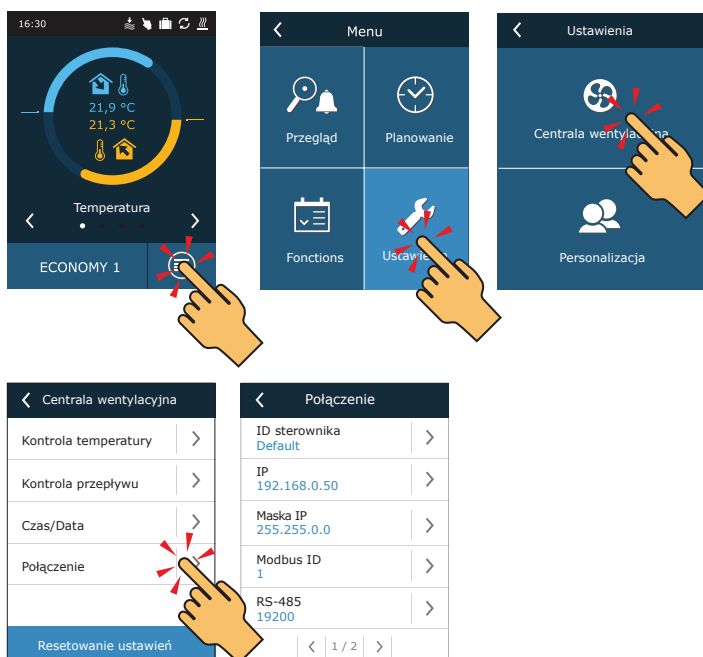 16:30
21,9 °C
21,3 °C
Temperatura
ECONOMY 1
Menu
Przegląd
Planowanie
Fonctions
Ustawienia
Ustawienia
Centrala wentylacyjna
Personalizacja
Centrala wentylacyjna
Kontrola temperatury
Kontrola przepływu
Czas/Data
Połączenie
Resetowanie ustawień
Połączenie
ID sterownika
Default
IP
192.168.0.50
Maska IP
255.255.0.0
Modbus ID
1
RS-485
19200
1 / 2